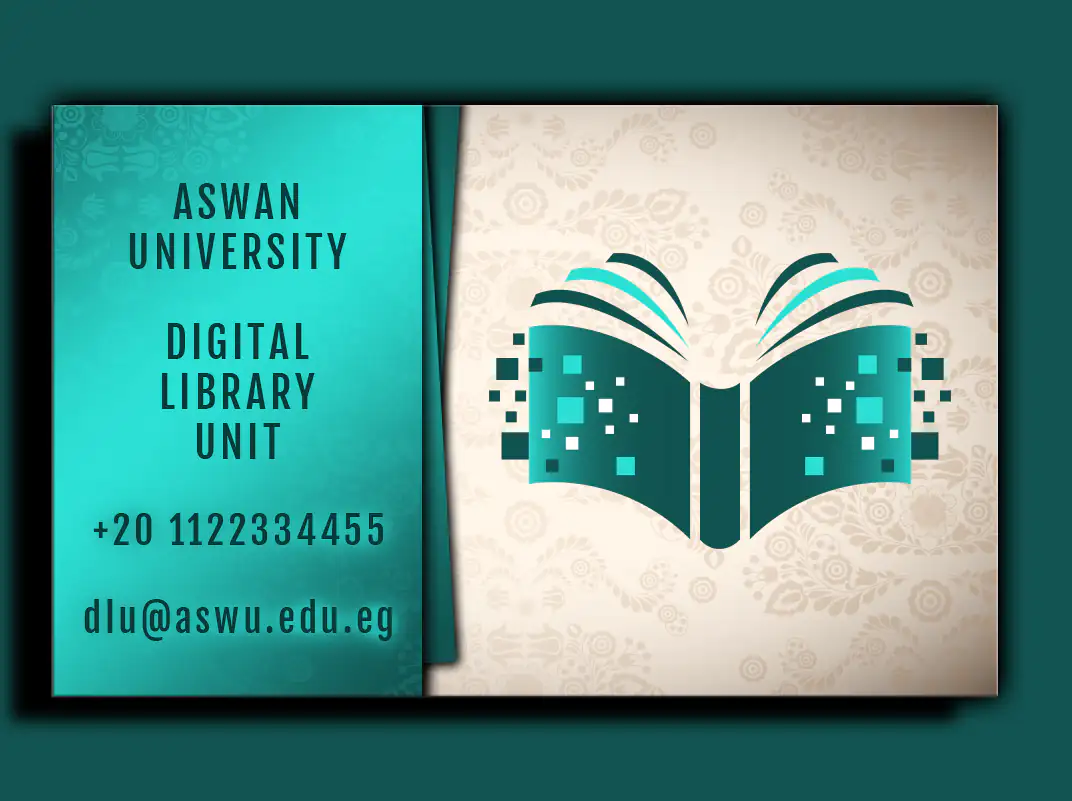 ASWAN
UNIVERSITY
DIGITAL
LIBRARY
UNIT
+20 1122334455
dlu@aswu.edu.eg